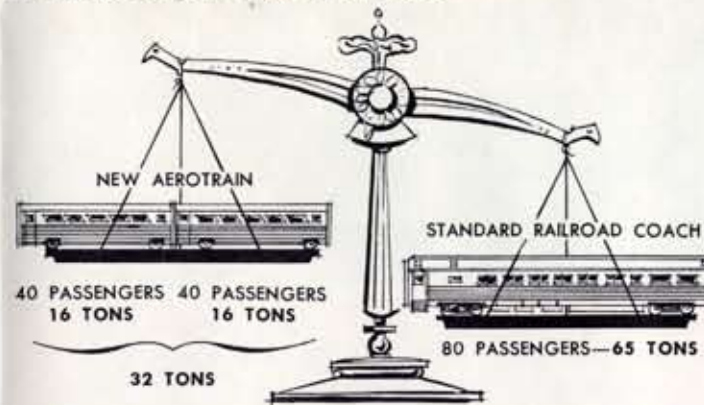 NEW AEROTRAIN
40 PASSENGERS 40 PASSENGERS
16 TONS 16 TONS
32 TONS
STANDARD RAILROAD COACH
80 PASSENGERS—65 TONS